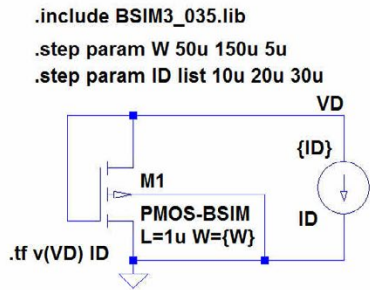 .include BSIM3_035.lib
.step param W 50u 150u 5u
.step param ID list 10u 20u 30u
VD
{ID}
M1
PMOS-BSIM
L=1u W={W}
ID
.tf v(VD) ID